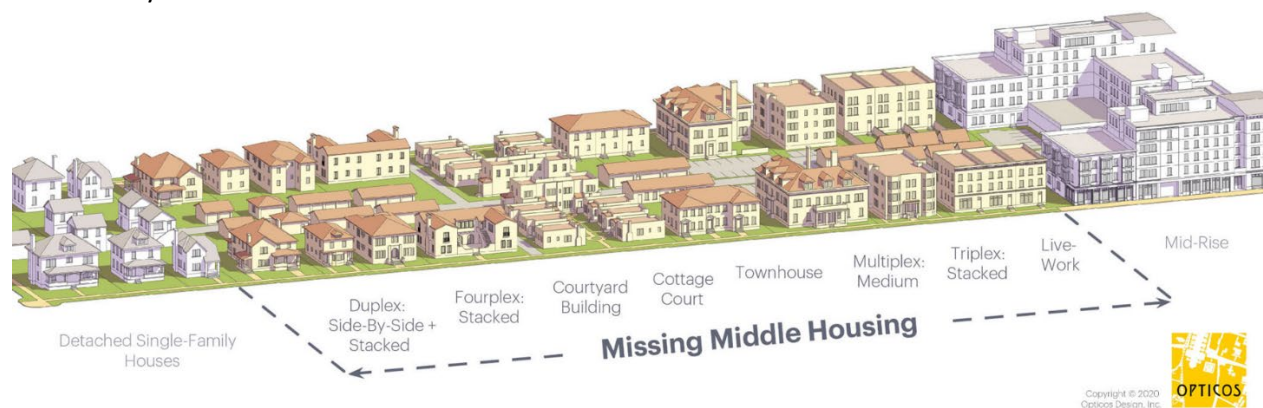 Detached Single-Family
Houses
Duplex:
Side-By-Side +
Stacked
Fourplex:
Stacked
Courtyard
Building
Cottage
Court
Townhouse
Multiplex:
Medium
Triplex:
Stacked
Live-
Work
Mid-Rise
Missing Middle Housing
Copyright © 2020
Opticos Design, Inc.
OPTICOS